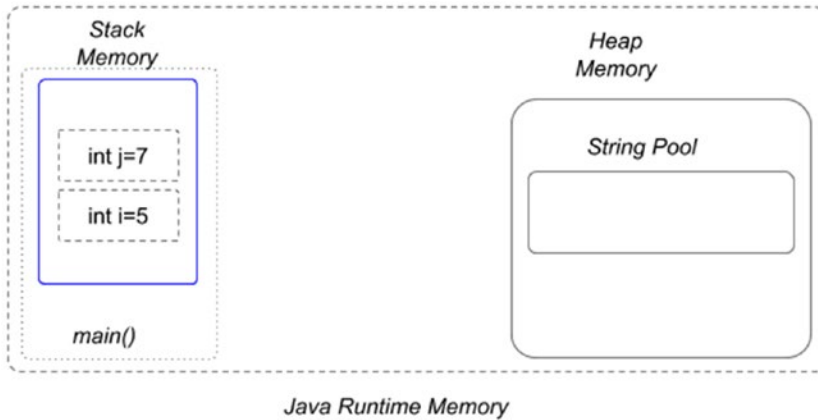 Stack
Memory
int j=7
int i=5
main()
Heap
Memory
String Pool
Java Runtime Memory